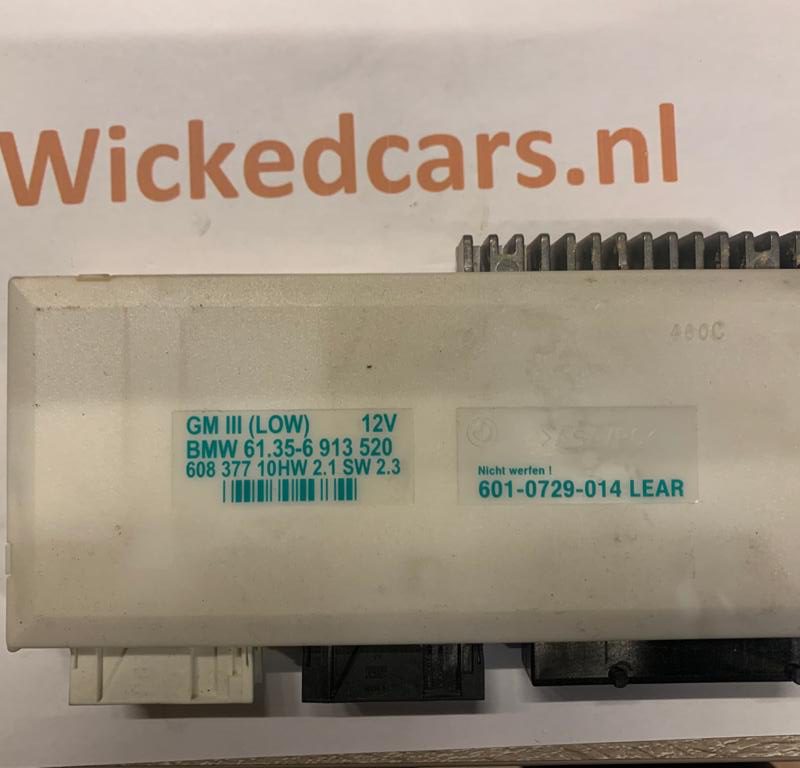 Wickedcars.nl
460C
GM III (LOW) 12V
BMW 61.35-6 913 520
608 377 10HW 2.1 SW 2.3
Nicht werfen !
601-0729-014 LEAR